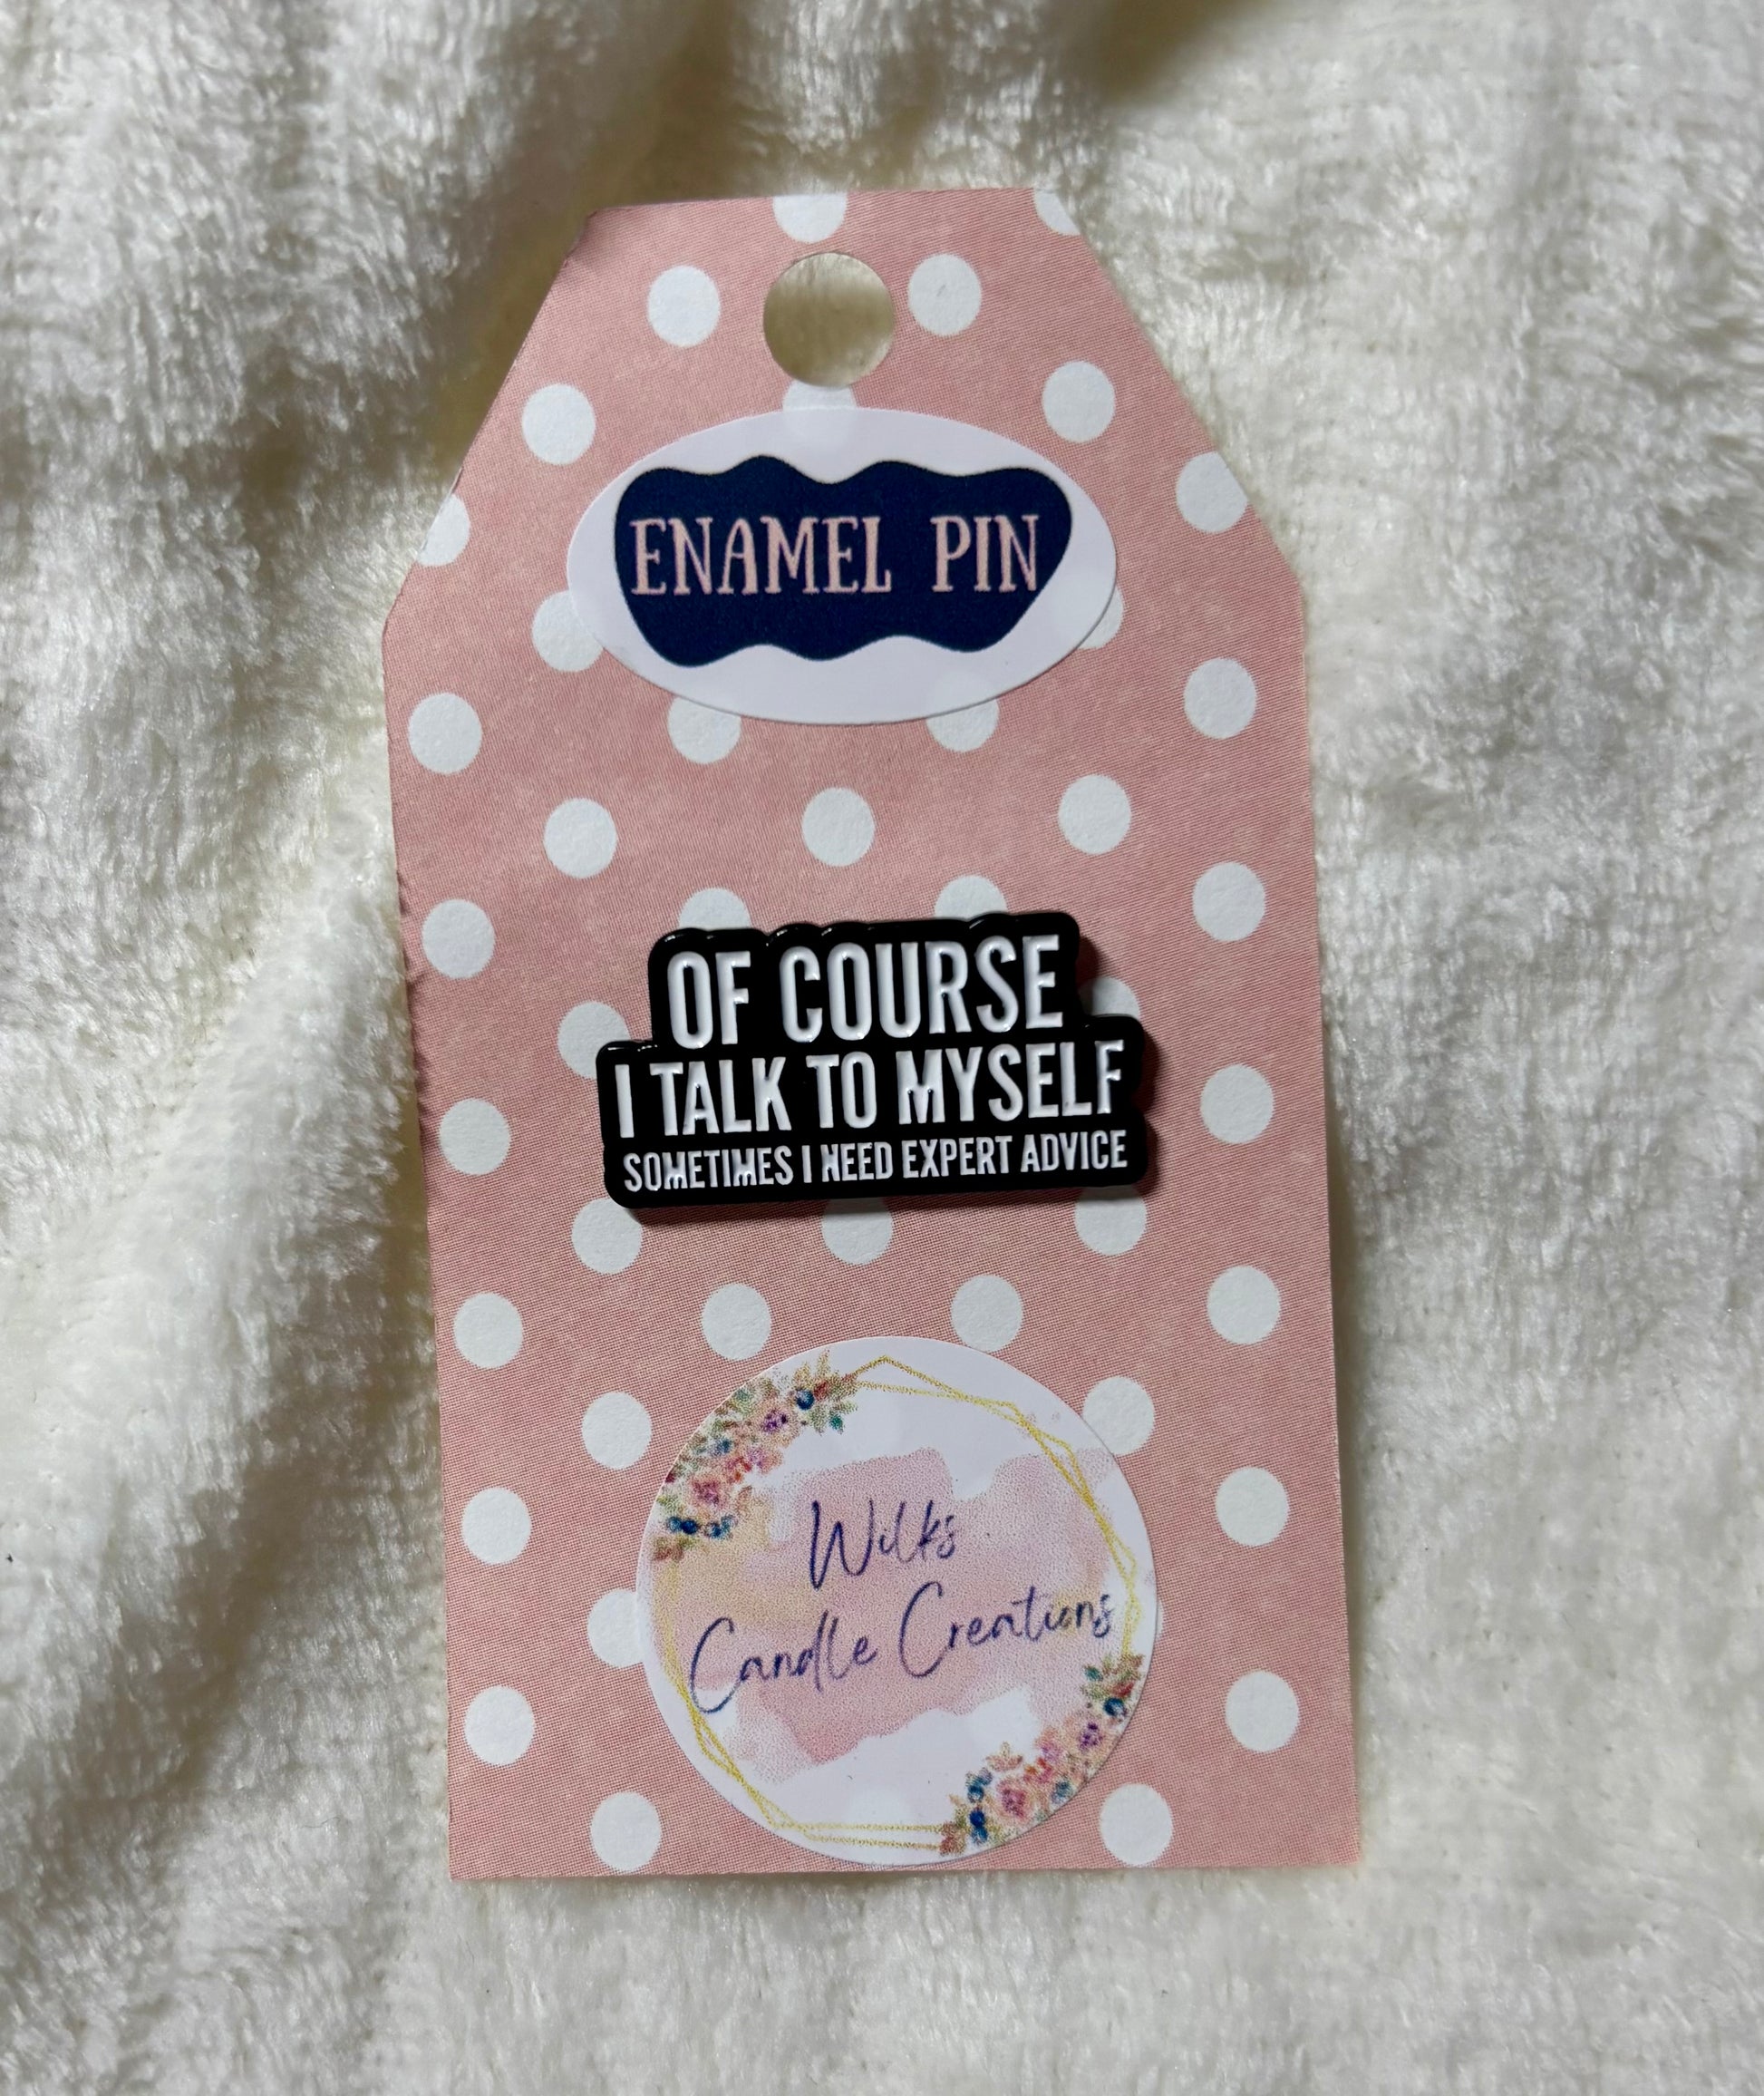 ENAMEL PIN
OF COURSE
I TALK TO MYSELF
SOMETIMES I NEED EXPERT ADVICE
Wilks
Candle Creations